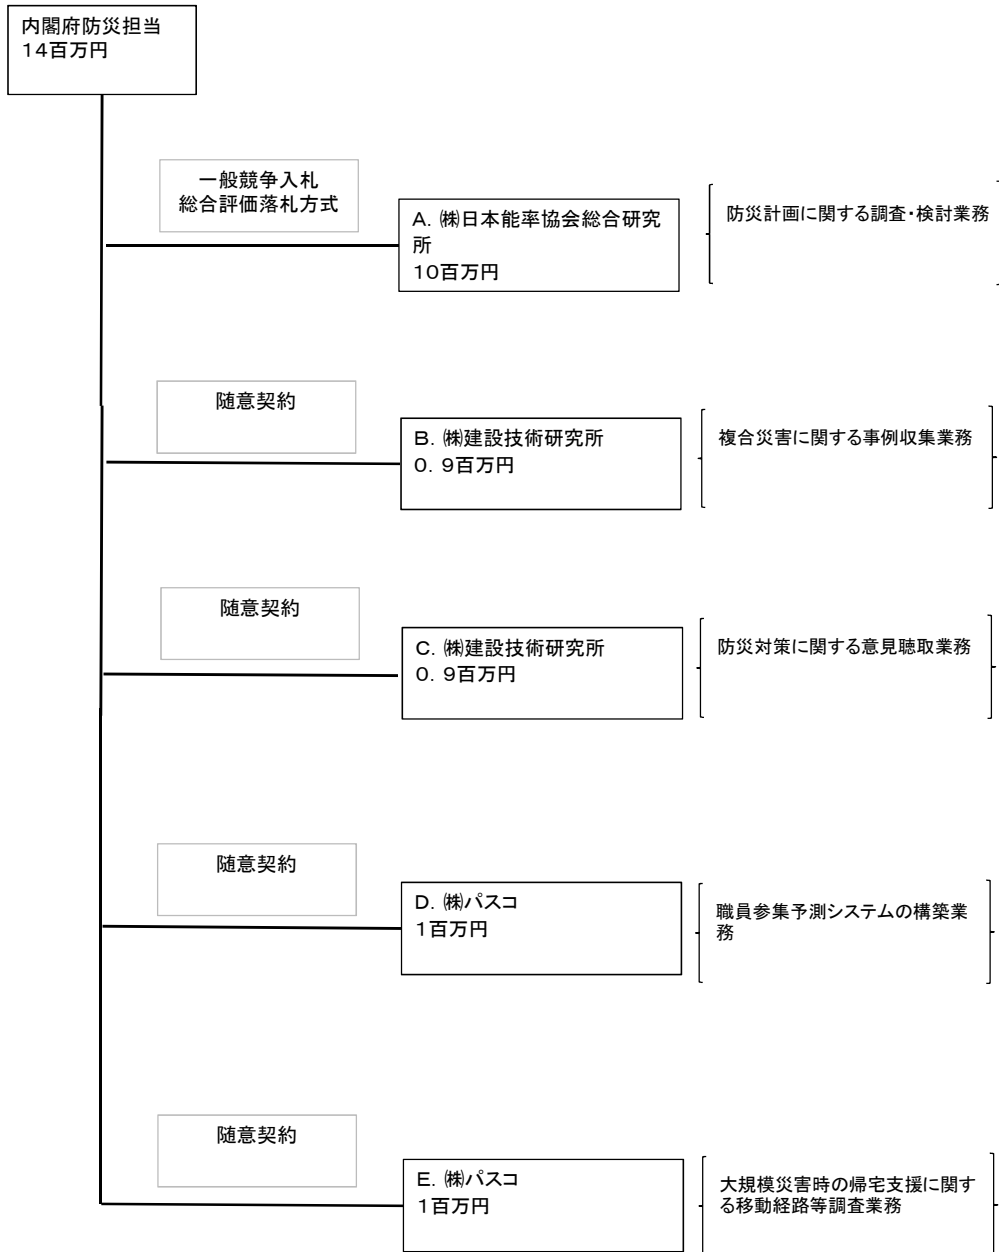 内閣府防災担当
１４百万円
一般競争入札
総合評価落札方式
A. ㈱日本能率協会総合研究
所
１０百万円
防災計画に関する調査・検討業務
随意契約
B. ㈱建設技術研究所
０. ９百万円
複合災害に関する事例収集業務
随意契約
C. ㈱建設技術研究所
０. ９百万円
防災対策に関する意見聴取業務
随意契約
D. ㈱パスコ
１百万円
職員参集予測システムの構築業
務
随意契約
E. ㈱パスコ
１百万円
大規模災害時の帰宅支援に関す
る移動経路等調査業務